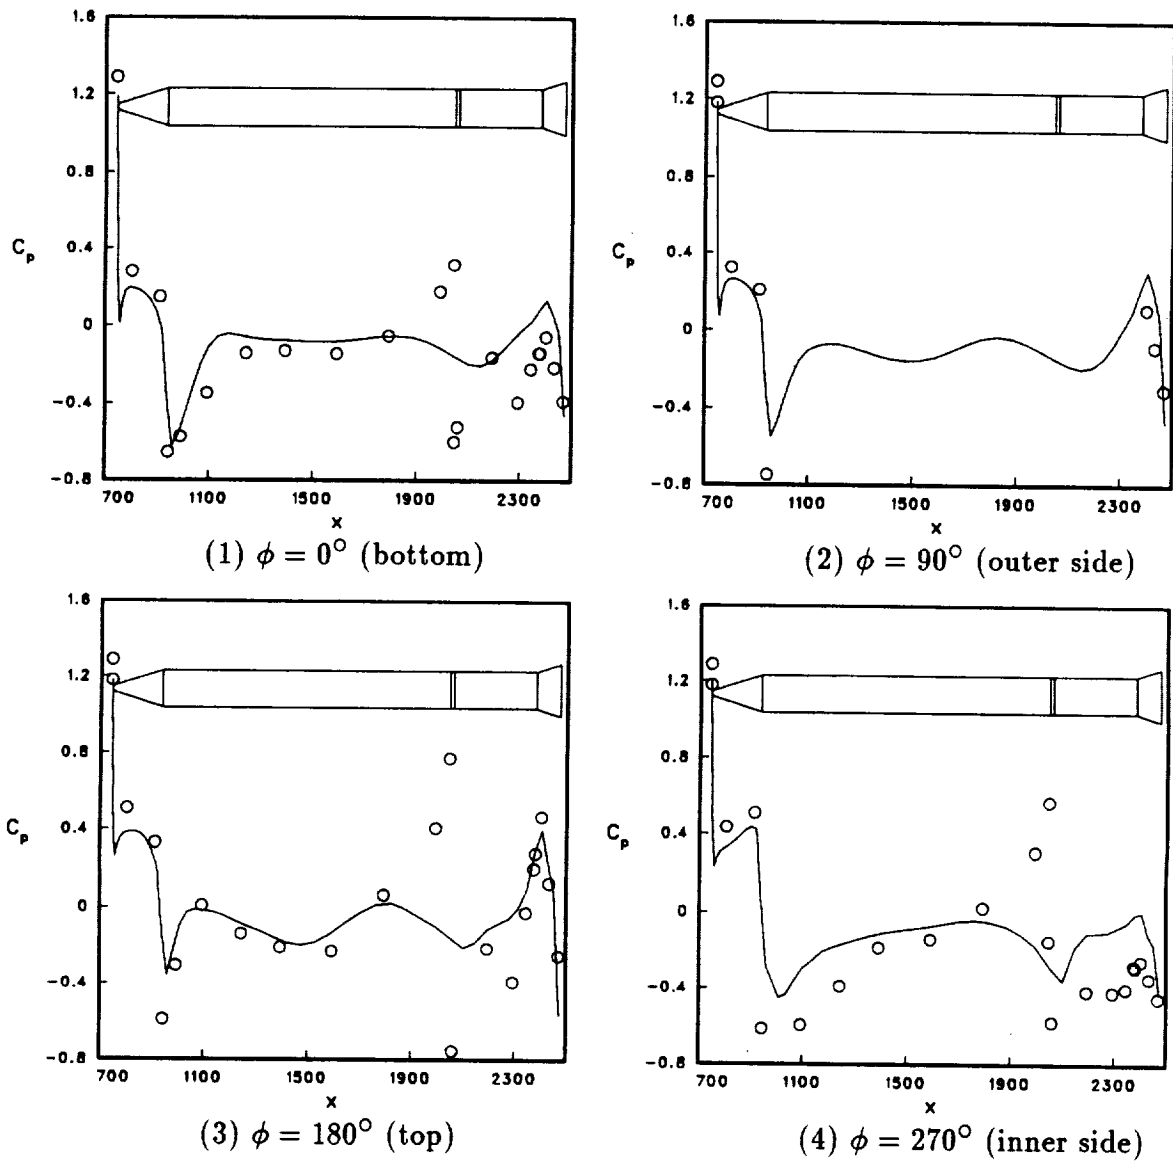 1.6
1.2
0.8
0.4
0
−0.4
−0.8
C_p
700 1100 1500 1900 2300
x
(1) ϕ = 0° (bottom)
1.6
1.2
0.8
0.4
0
−0.4
−0.8
C_p
700 1100 1500 1900 2300
x
(2) ϕ = 90° (outer side)
1.6
1.2
0.8
0.4
0
−0.4
−0.8
C_p
700 1100 1500 1900 2300
x
(3) ϕ = 180° (top)
1.6
1.2
0.8
0.4
0
−0.4
−0.8
C_p
700 1100 1500 1900 2300
x
(4) ϕ = 270° (inner side)